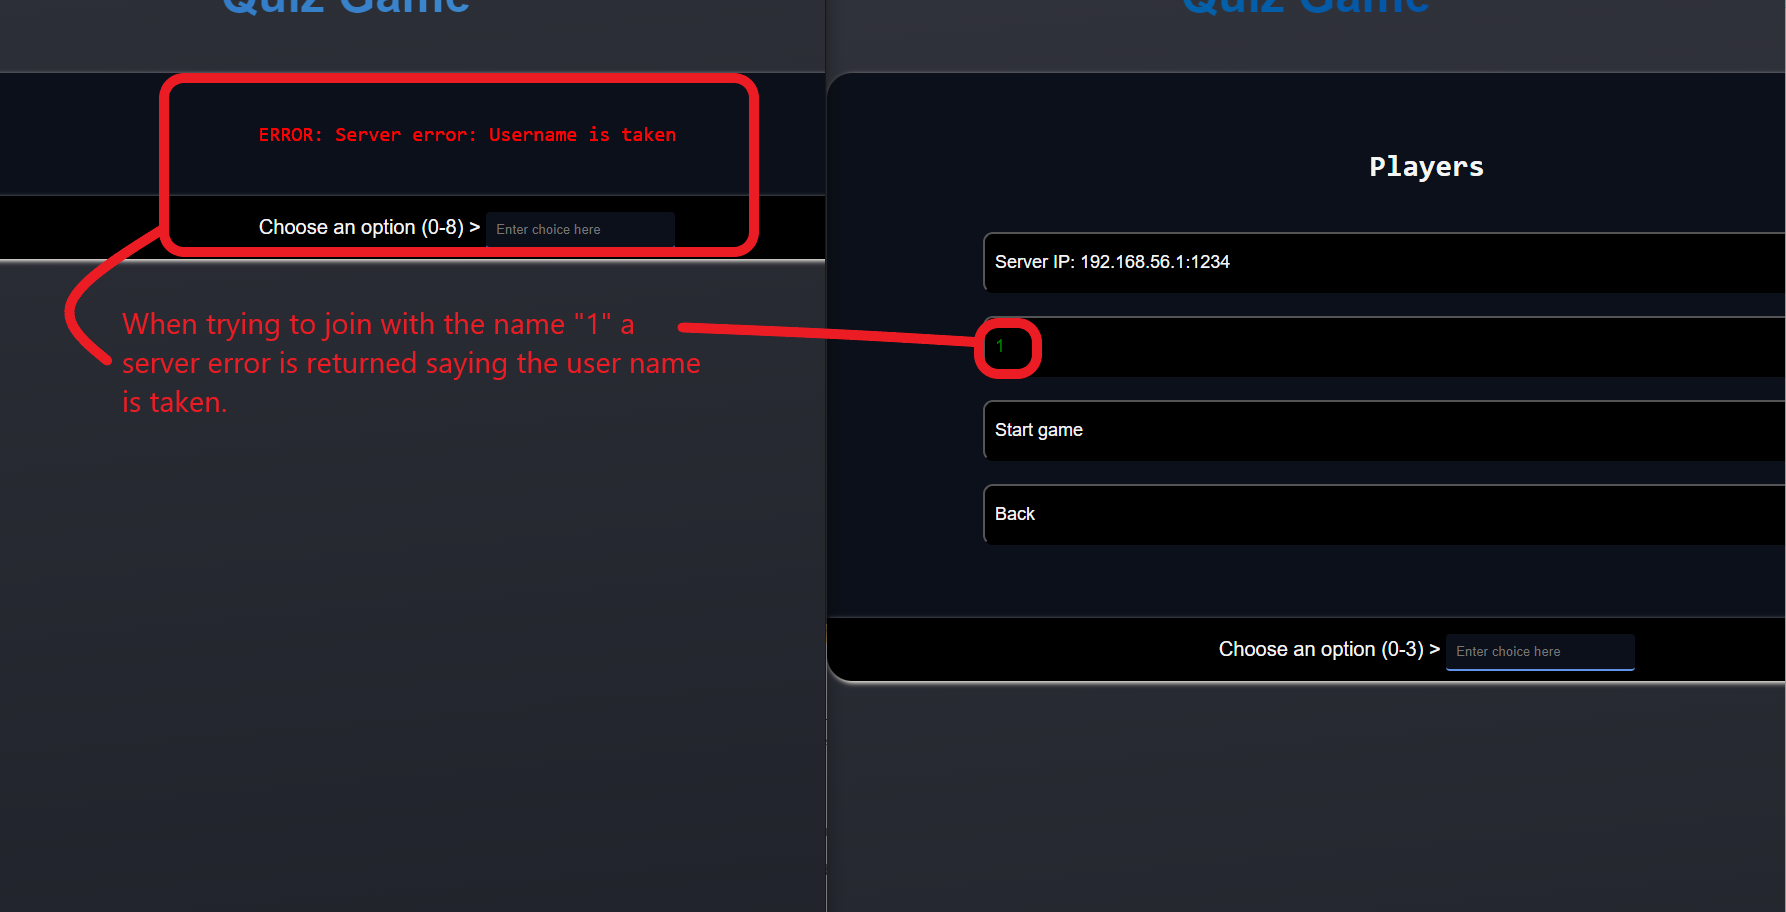 Quiz Game
ERROR: Server error: Username is taken
Choose an option (0-8) > Enter choice here
When trying to join with the name "1" a
server error is returned saying the user name
is taken.
Quiz Game
Players
Server IP: 192.168.56.1:1234
1
Start game
Back
Choose an option (0-3) > Enter choice here